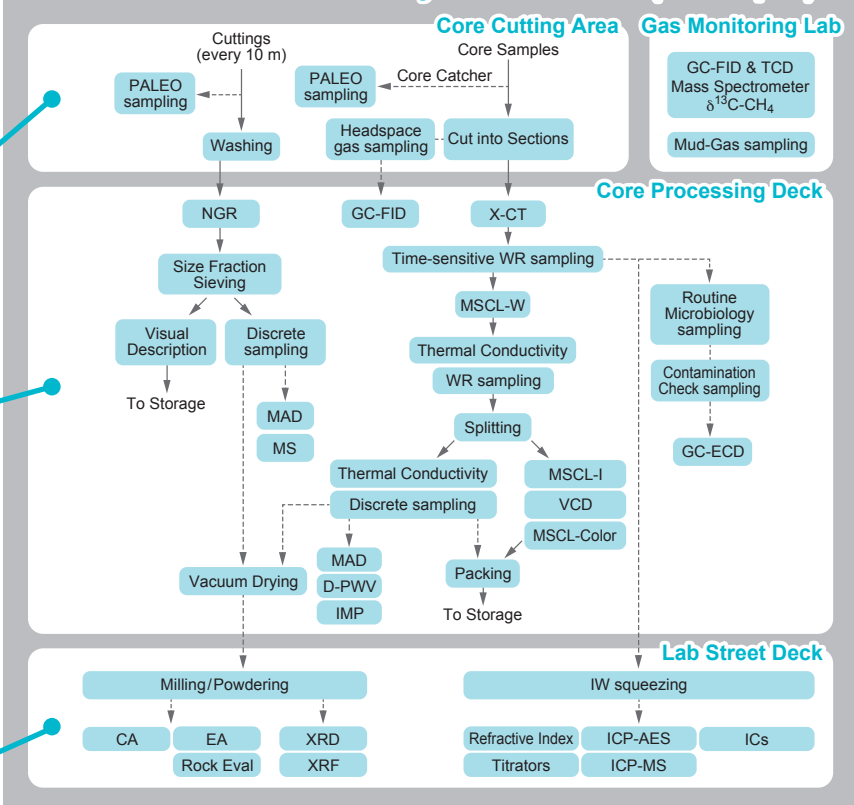 Core Cutting Area
Gas Monitoring Lab
Cuttings
(every 10 m)
Core Samples
PALEO
sampling
PALEO
sampling
Core Catcher
Washing
Headspace
gas sampling
Cut into Sections
GC-FID & TCD
Mass Spectrometer
δ¹³C-CH₄
Mud-Gas sampling
Core Processing Deck
NGR
GC-FID
X-CT
Size Fraction
Sieving
Time-sensitive WR sampling
Visual
Description
Discrete
sampling
MSCL-W
Routine
Microbiology
sampling
Thermal Conductivity
WR sampling
Contamination
Check sampling
To Storage
MAD
MS
Splitting
GC-ECD
Thermal Conductivity
Discrete sampling
MSCL-I
VCD
MSCL-Color
Vacuum Drying
MAD
D-PWV
IMP
Packing
To Storage
Lab Street Deck
Milling/Powdering
IW squeezing
CA
EA
Rock Eval
XRD
XRF
Refractive Index
Titrators
ICP-AES
ICP-MS
ICs